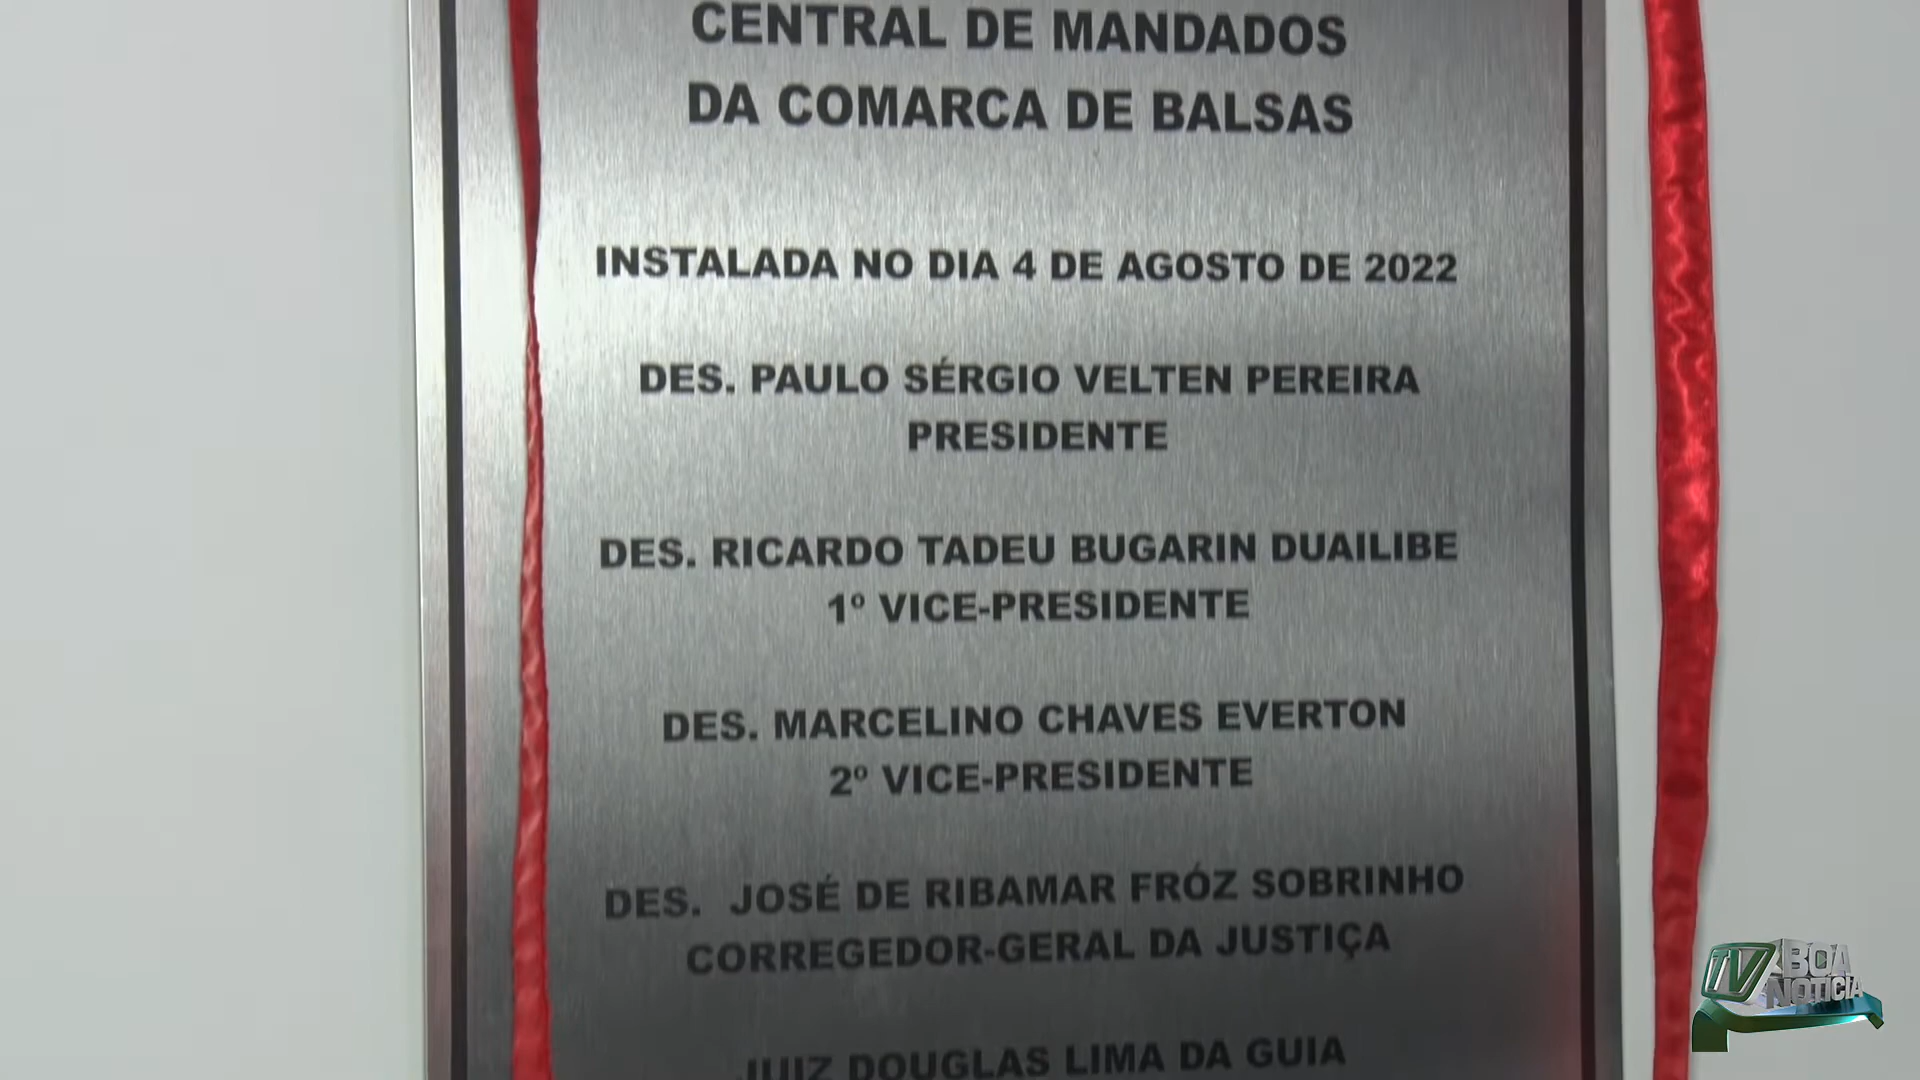 CENTRAL DE MANDADOS
DA COMARCA DE BALSAS
INSTALADA NO DIA 4 DE AGOSTO DE 2022
DES. PAULO SÉRGIO VELTEN PEREIRA
PRESIDENTE
DES. RICARDO TADEU BUGARIN DUAILIBE
1º VICE-PRESIDENTE
DES. MARCELINO CHAVES EVERTON
2º VICE-PRESIDENTE
DES. JOSÉ DE RIBAMAR FRÓZ SOBRINHO
CORREGEDOR-GERAL DA JUSTIÇA
JUIZ DOUGLAS LIMA DA GUIA
TV BOA
NOTICIA